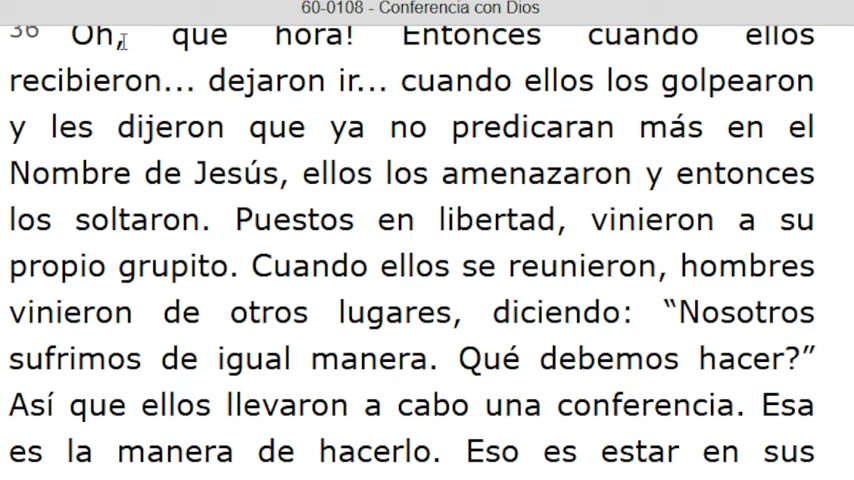 60-0108 - Conferencia con Dios
36 Oh, que hora! Entonces cuando ellos
recibieron... dejaron ir... cuando ellos los golpearon
y les dijeron que ya no predicaran más en el
Nombre de Jesús, ellos los amenazaron y entonces
los soltaron. Puestos en libertad, vinieron a su
propio grupito. Cuando ellos se reunieron, hombres
vinieron de otros lugares, diciendo: “Nosotros
sufrimos de igual manera. Qué debemos hacer?”
Así que ellos llevaron a cabo una conferencia. Esa
es la manera de hacerlo. Eso es estar en sus